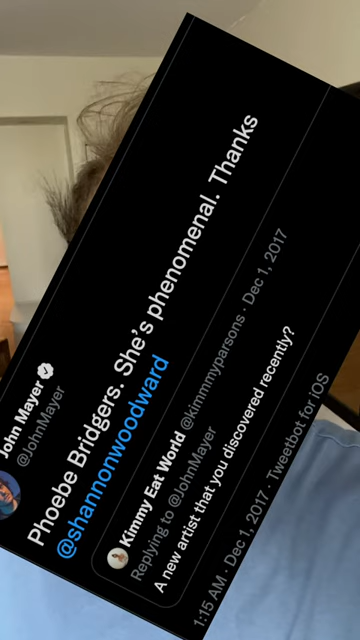 John Mayer
@JohnMayer
Phoebe Bridgers. She's phenomenal. Thanks
@shannonwoodward
Kimmy Eat World @kimmmyparsons · Dec 1, 2017
Replying to @JohnMayer
A new artist that you discovered recently?
1:15 AM · Dec 1, 2017 · Tweetbot for iOS